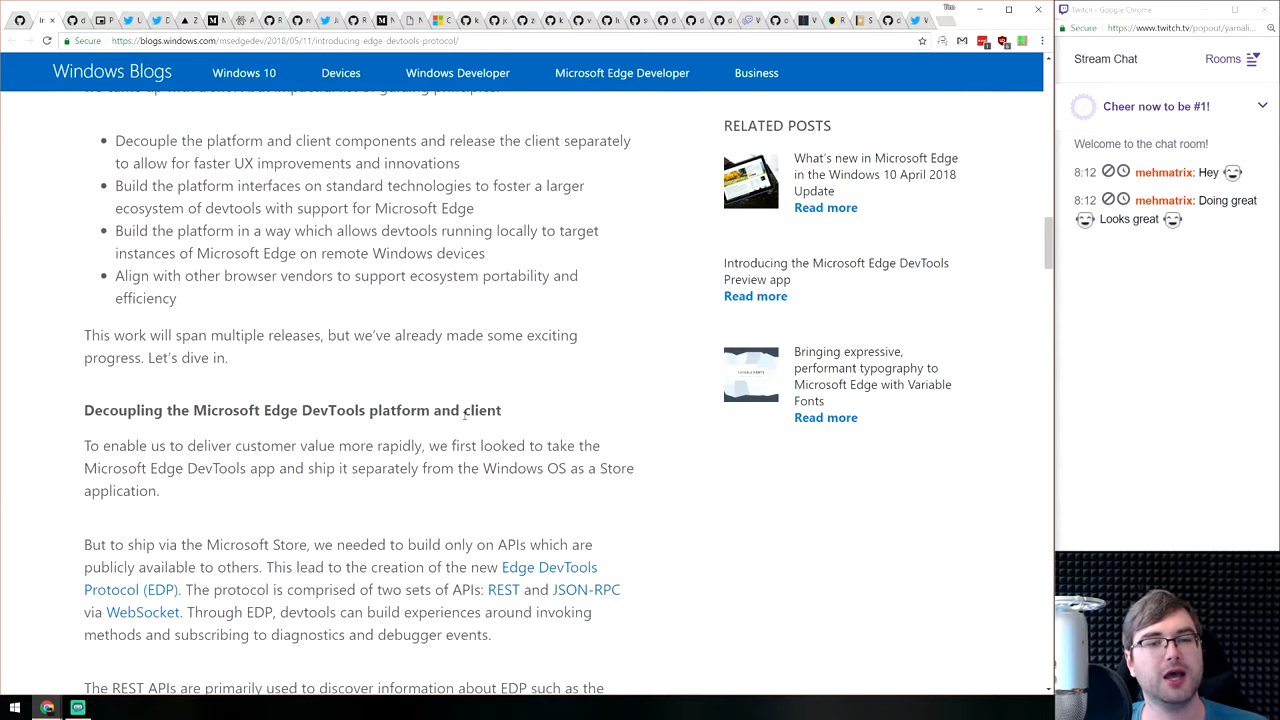 Tim
Secure
https://blogs.windows.com/msedgedev/2018/05/11/introducing-edge-devtools-protocol/
Windows Blogs
Windows 10
Devices
Windows Developer
Microsoft Edge Developer
Business
Decouple the platform and client components and release the client separately
to allow for faster UX improvements and innovations
Build the platform interfaces on standard technologies to foster a larger
ecosystem of devtools with support for Microsoft Edge
Build the platform in a way which allows devtools running locally to target
instances of Microsoft Edge on remote Windows devices
Align with other browser vendors to support ecosystem portability and
efficiency
This work will span multiple releases, but we've already made some exciting
progress. Let's dive in.
Decoupling the Microsoft Edge DevTools platform and client
To enable us to deliver customer value more rapidly, we first looked to take the
Microsoft Edge DevTools app and ship it separately from the Windows OS as a Store
application.
But to ship via the Microsoft Store, we needed to build only on APIs which are
publicly available to others. This lead to the creation of the new Edge DevTools
Protocol (EDP). The protocol is comprised of two sets of APIs: REST and JSON-RPC
via WebSocket. Through EDP, devtools can build experiences around invoking
methods and subscribing to diagnostics and debugger events.
The REST APIs are primarily used to discover information about EDP such as the
RELATED POSTS
What's new in Microsoft Edge
in the Windows 10 April 2018
Update
Read more
Introducing the Microsoft Edge DevTools
Preview app
Read more
Bringing expressive,
performant typography to
Microsoft Edge with Variable
Fonts
Read more
Twitch - Google Chrome
Secure
https://www.twitch.tv/popout/yamali...
Stream Chat
Rooms
Cheer now to be #1!
Welcome to the chat room!
8:12 mehmatrix: Hey
8:12 mehmatrix: Doing great
Looks great